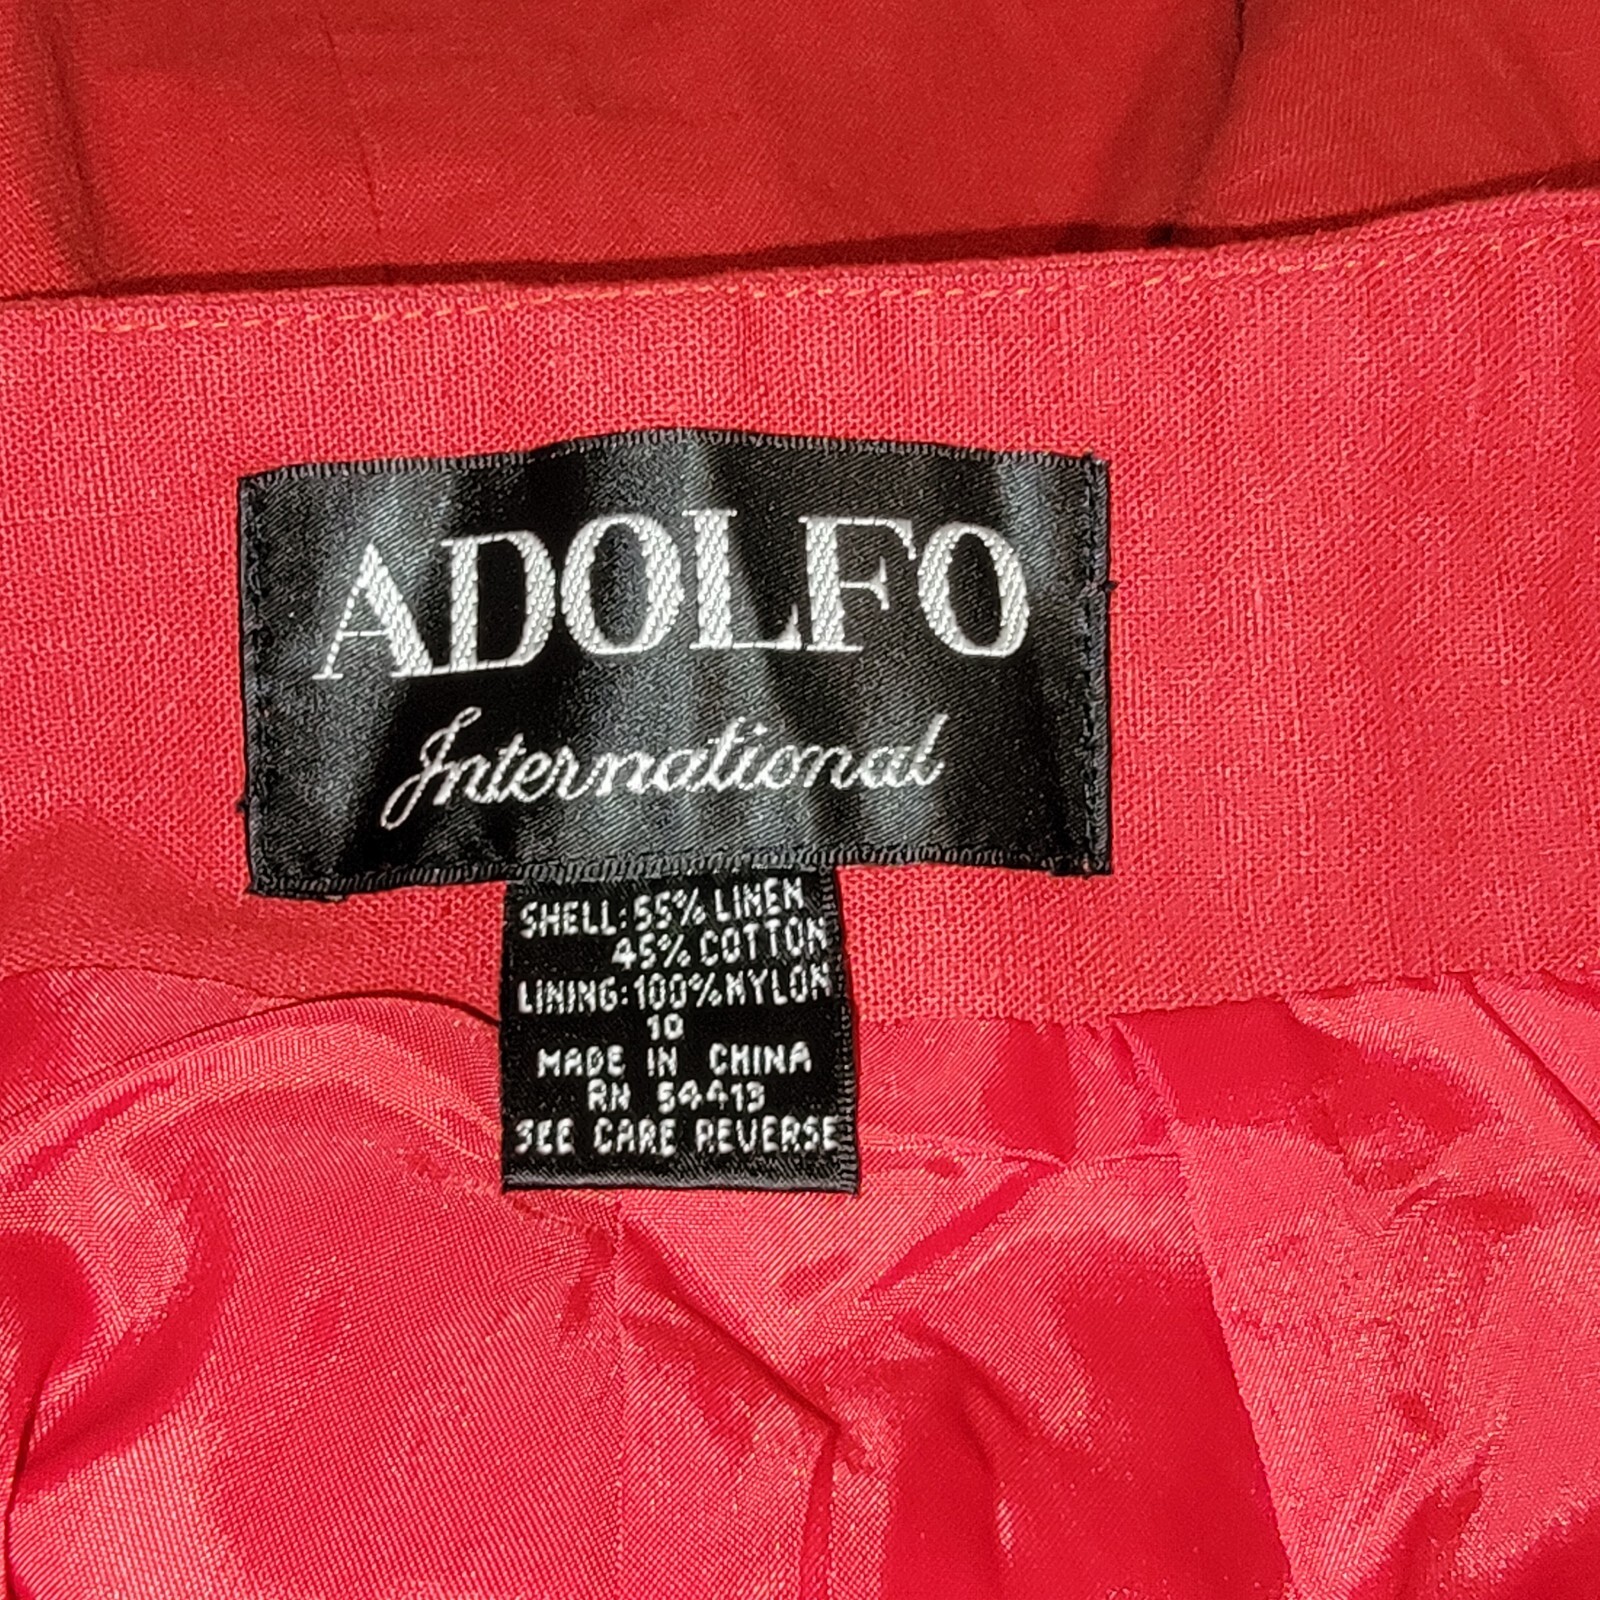 ADOLFO
International
SHELL: 55% LINEN
45% COTTON
LINING: 100% NYLON
10
MADE IN CHINA
RN 54413
SEE CARE REVERSE